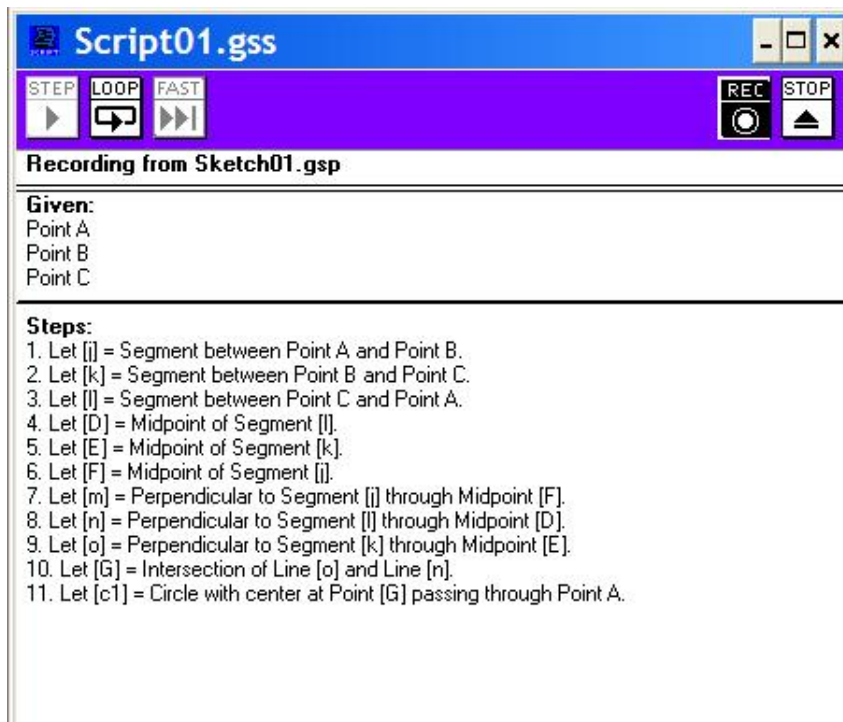 Script01.gss
STEP LOOP FAST REC STOP
Recording from Sketch01.gsp
Given:
Point A
Point B
Point C
Steps:
1. Let [j] = Segment between Point A and Point B.
2. Let [k] = Segment between Point B and Point C.
3. Let [l] = Segment between Point C and Point A.
4. Let [D] = Midpoint of Segment [l].
5. Let [E] = Midpoint of Segment [k].
6. Let [F] = Midpoint of Segment [j].
7. Let [m] = Perpendicular to Segment [j] through Midpoint [F].
8. Let [n] = Perpendicular to Segment [l] through Midpoint [D].
9. Let [o] = Perpendicular to Segment [k] through Midpoint [E].
10. Let [G] = Intersection of Line [o] and Line [n].
11. Let [c1] = Circle with center at Point [G] passing through Point A.